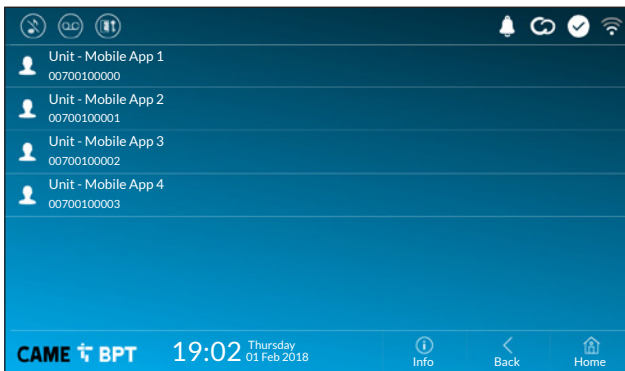 Unit - Mobile App 1
00700100000
Unit - Mobile App 2
00700100001
Unit - Mobile App 3
00700100002
Unit - Mobile App 4
00700100003
CAME BPT
19:02
Thursday
01 Feb 2018
Info
Back
Home